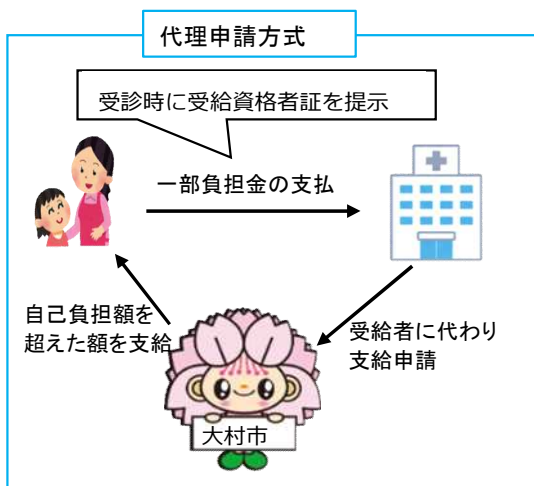 代理申請方式
受診時に受給資格者証を提示
一部負担金の支払
自己負担額を
超えた額を支給
受給者に代わり
支給申請
大村市